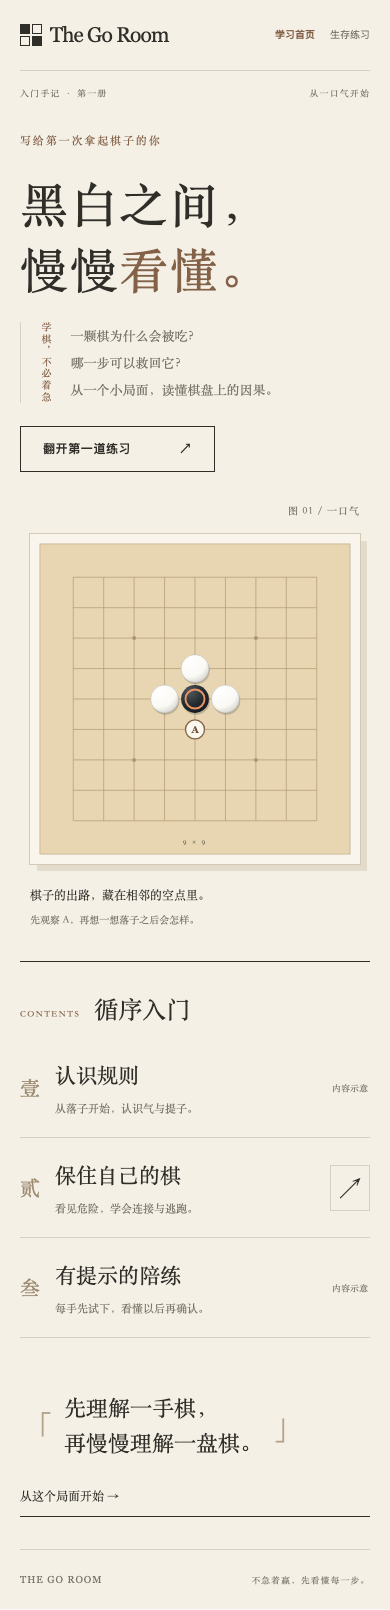 The Go Room
学习首页 生存练习
入门手记 · 第一册 从一口气开始
写给第一次拿起棋子的你
黑白之间，
慢慢看懂。
学棋，不必着急
一颗棋为什么会被吃？
哪一步可以救回它？
从一个小局面，读懂棋盘上的因果。
翻开第一道练习 ↗
图 01 / 一口气
A
9 × 9
棋子的出路，藏在相邻的空点里。
先观察 A，再想一想落子之后会怎样。
CONTENTS 循序入门
壹 认识规则 内容示意
从落子开始，认识气与提子。
贰 保住自己的棋 ↗
看见危险，学会连接与逃跑。
叁 有提示的陪练 内容示意
每手先试下，看懂以后再确认。
「先理解一手棋，
再慢慢理解一盘棋。」
从这个局面开始 →
THE GO ROOM 不急着赢，先看懂每一步。